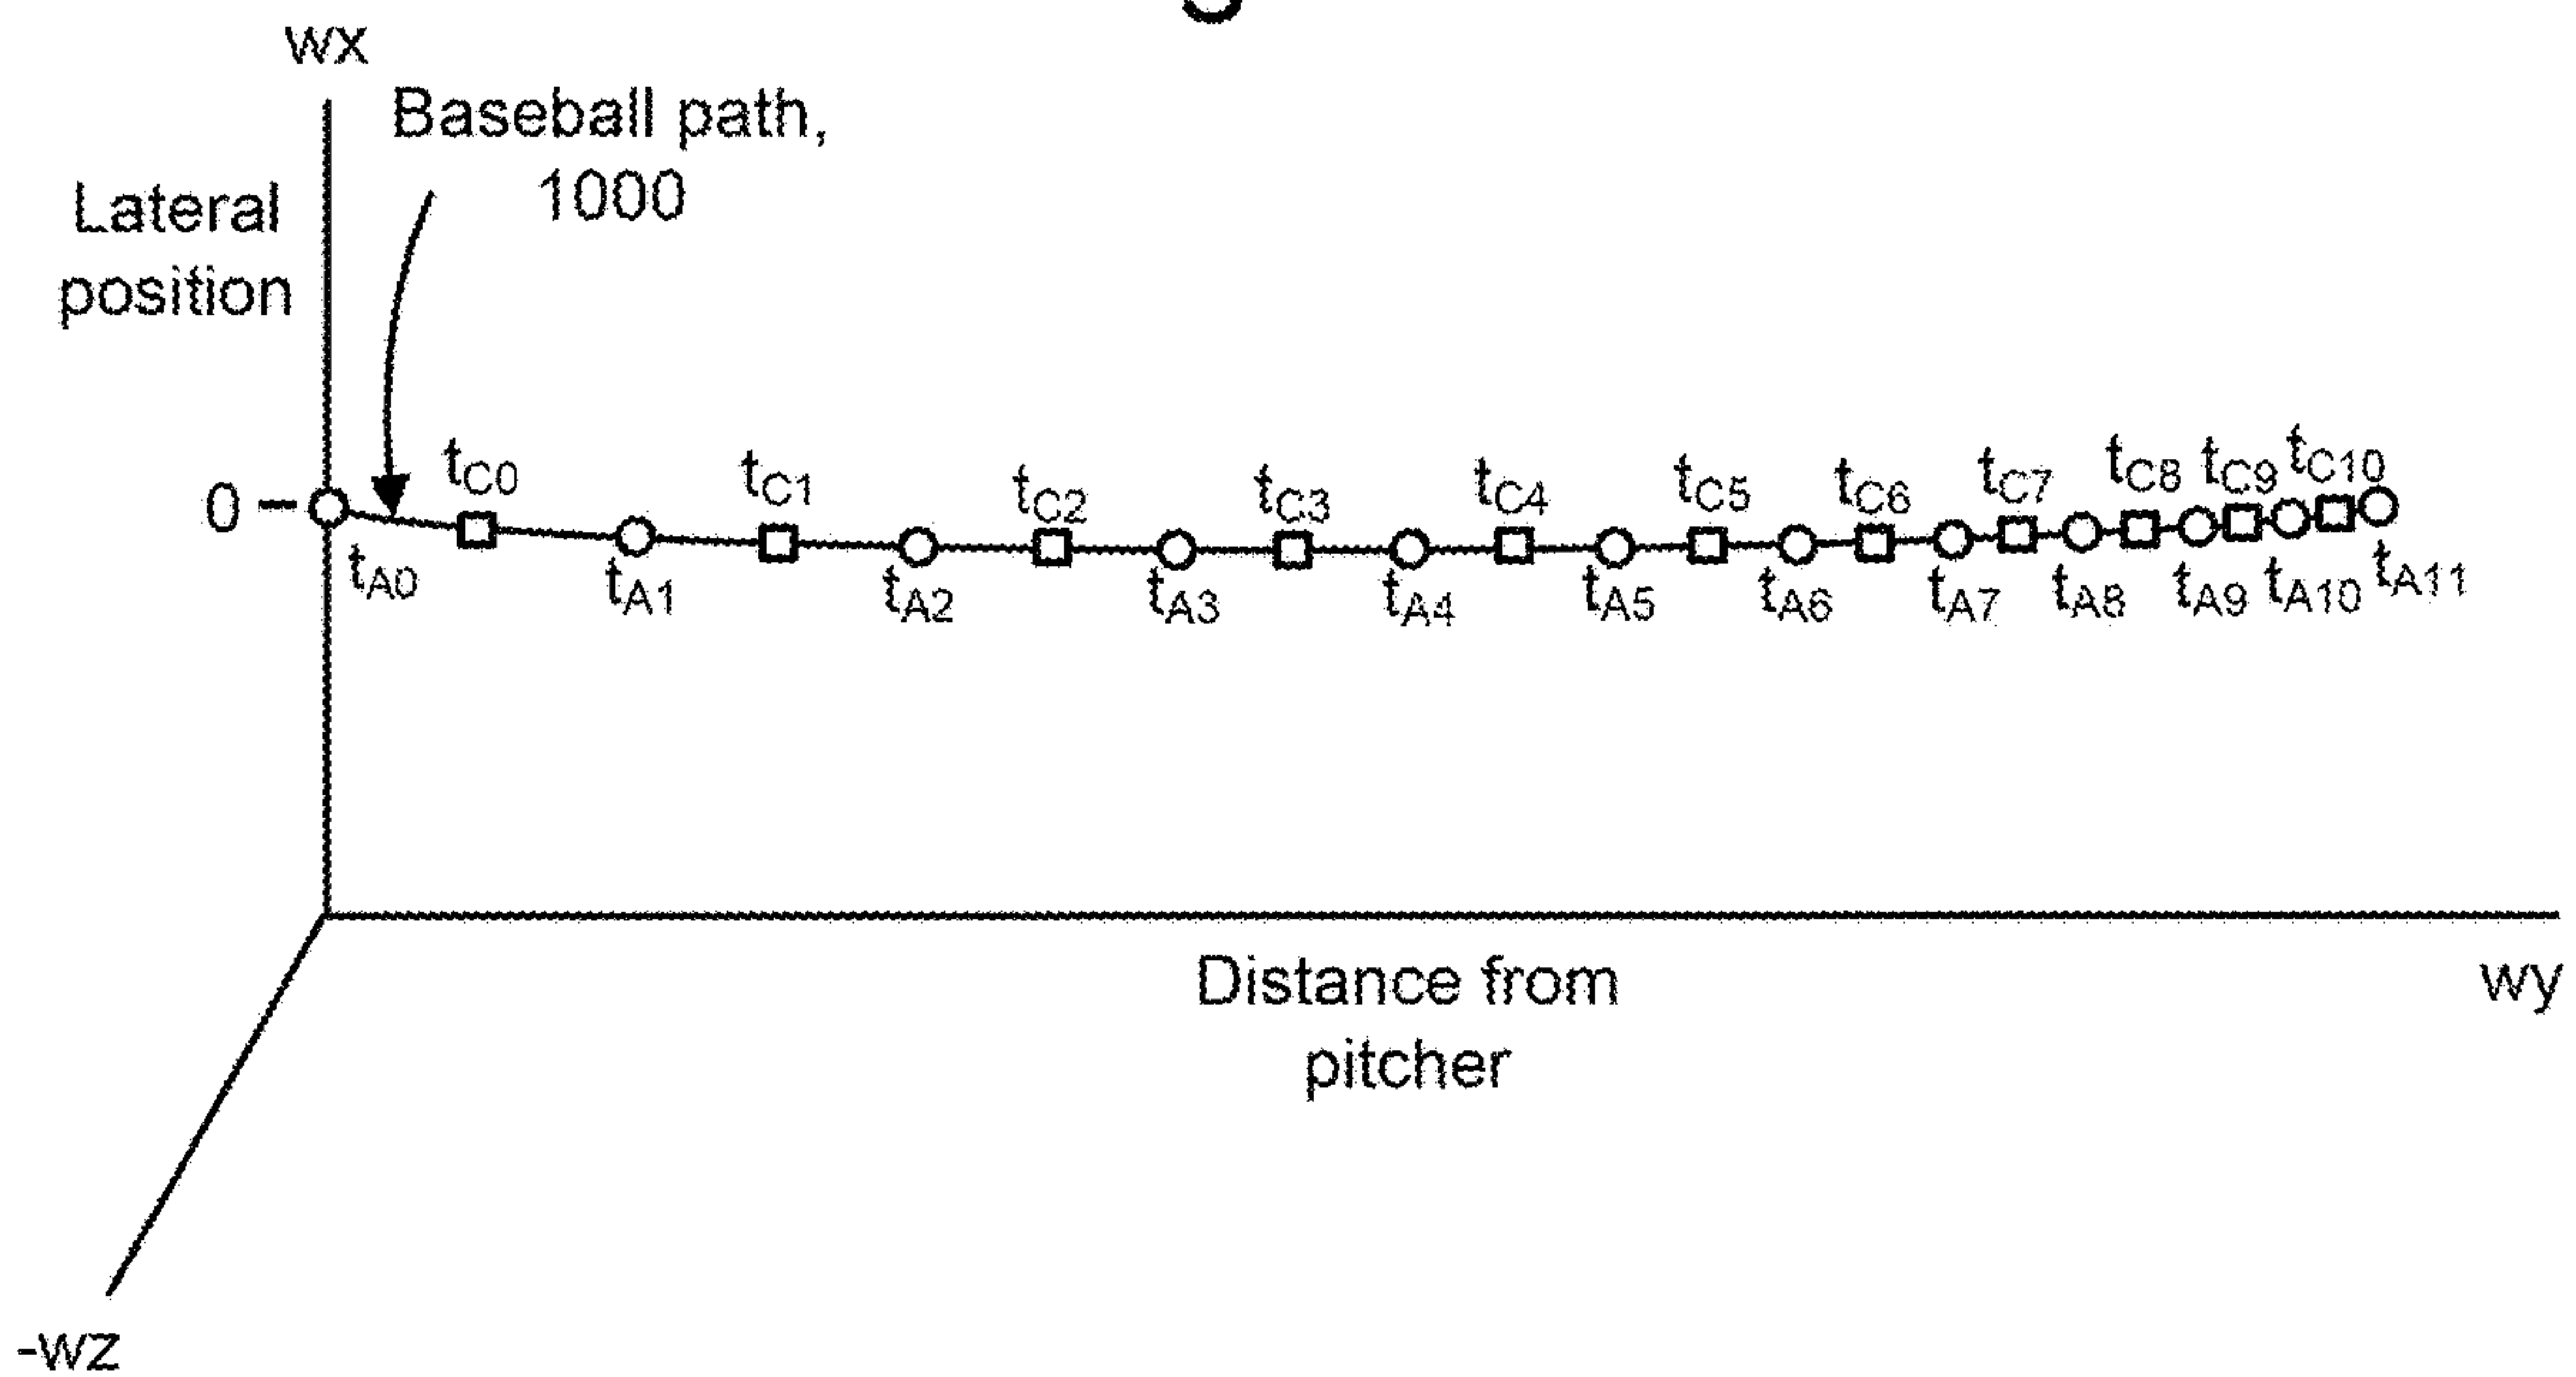 wx
Baseball path,
1000
Lateral
position
tC0 tC1 tC2 tC3 tC4 tC5 tC6 tC7 tC8 tC9 tC10
0
tA0 tA1 tA2 tA3 tA4 tA5 tA6 tA7 tA8 tA9 tA10 tA11
Distance from
pitcher
wy
-wz